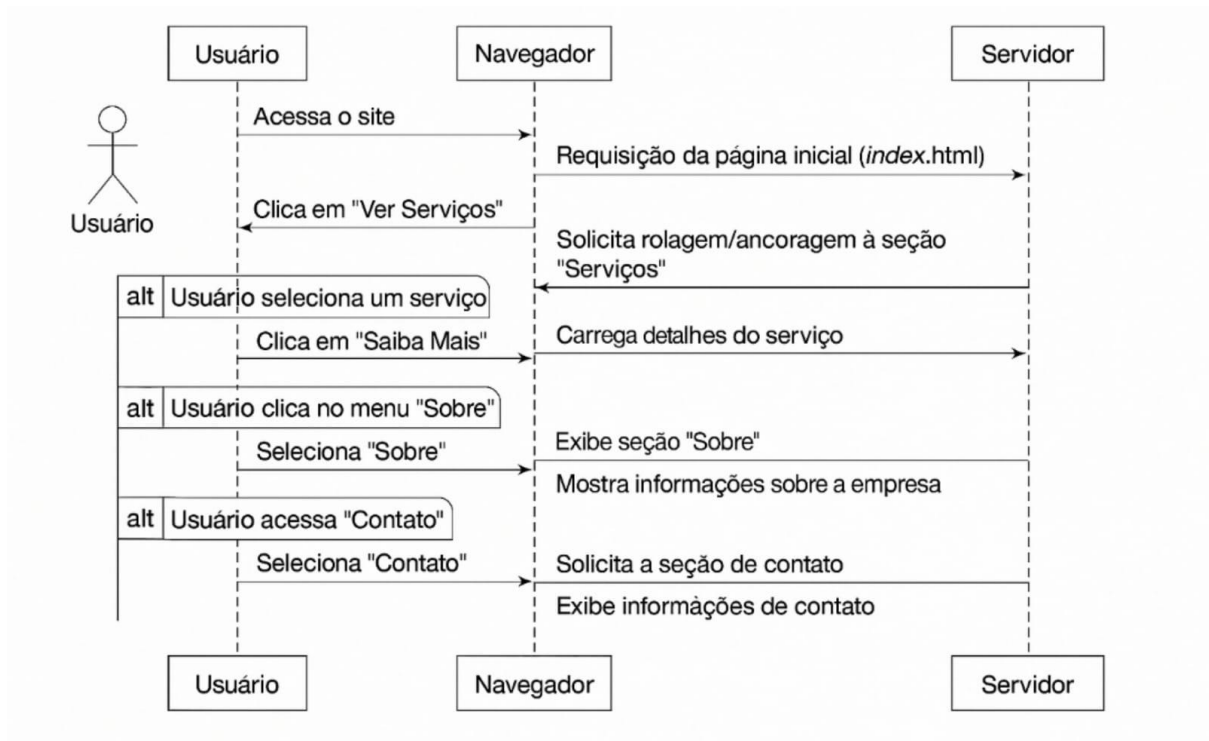 Usuário
Navegador
Servidor
Acessa o site
Requisição da página inicial (index.html)
Usuário
Clica em "Ver Serviços"
Solicita rolagem/ancoragem à seção
"Serviços"
alt Usuário seleciona um serviço
Clica em "Saiba Mais"
Carrega detalhes do serviço
alt Usuário clica no menu "Sobre"
Seleciona "Sobre"
Exibe seção "Sobre"
Mostra informações sobre a empresa
alt Usuário acessa "Contato"
Seleciona "Contato"
Solicita a seção de contato
Exibe informàções de contato
Usuário
Navegador
Servidor